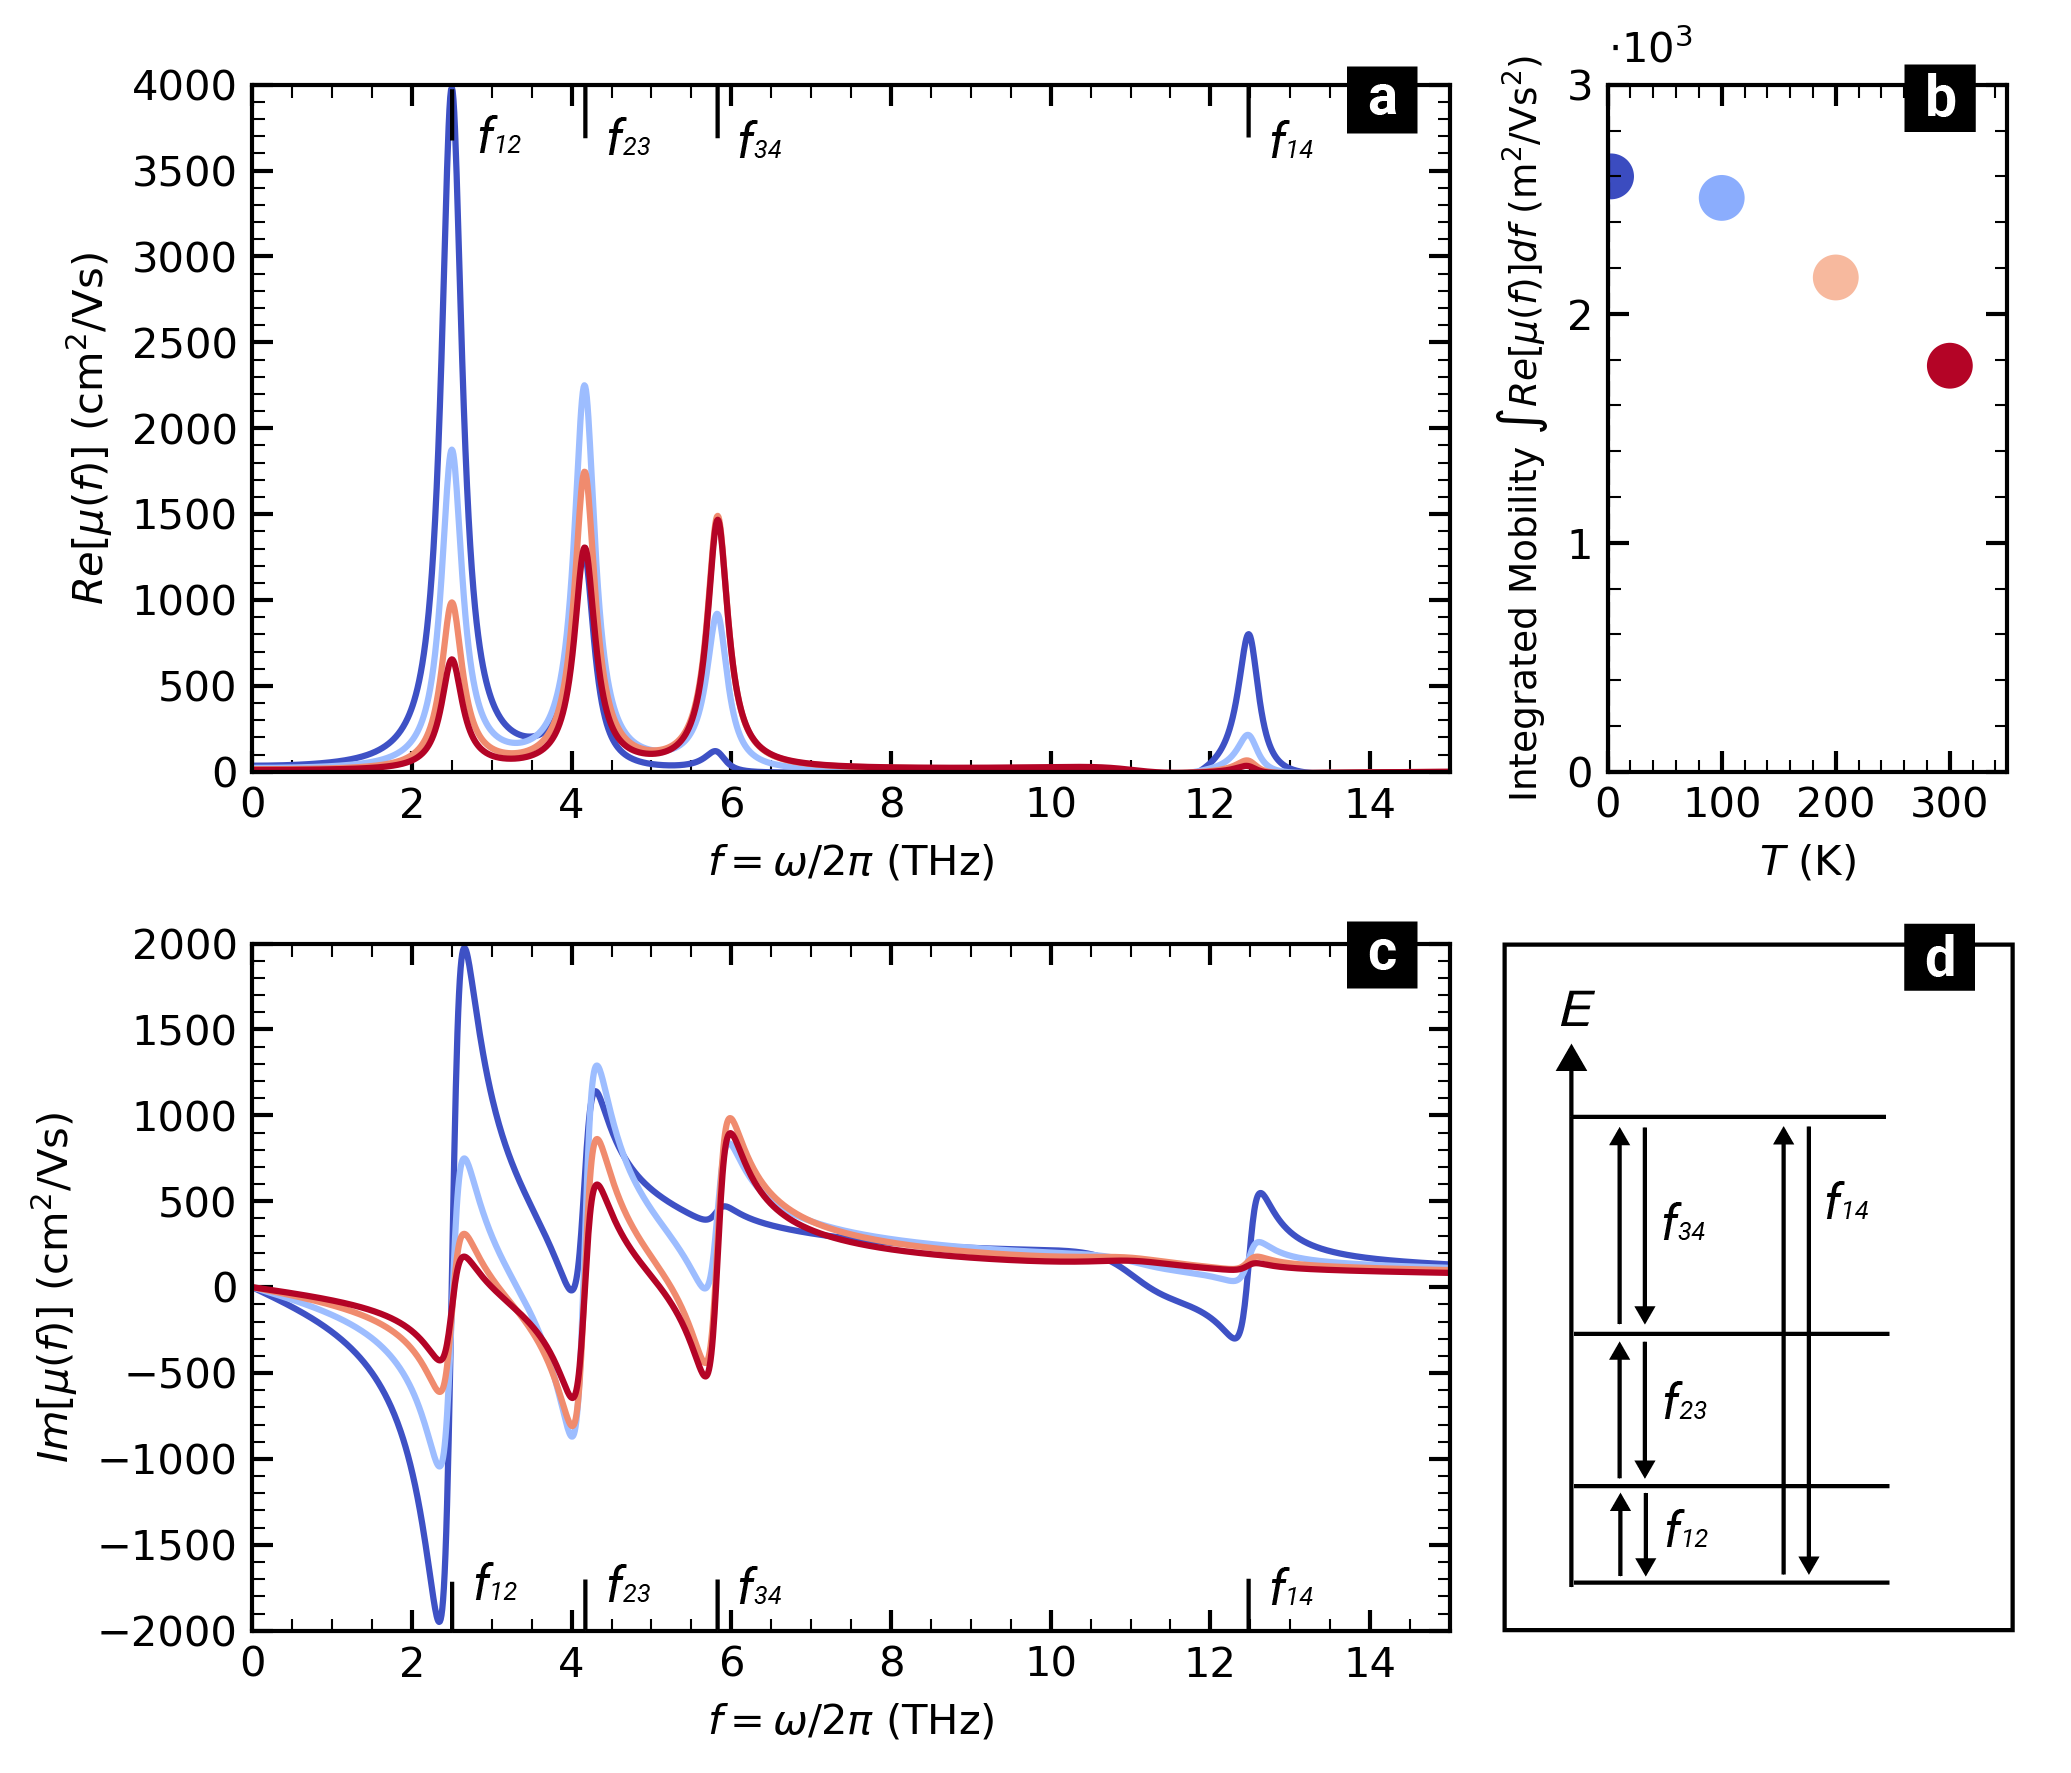 a
4000
3500
3000
2500
2000
1500
1000
500
0
Re[μ(f)] (cm²/Vs)
f12
f23
f34
f14
0 2 4 6 8 10 12 14
f = ω/2π (THz)
b
·10³
3
2
1
0
Integrated Mobility ∫Re[μ(f)]df (m²/Vs²)
0 100 200 300
T (K)
c
2000
1500
1000
500
0
−500
−1000
−1500
−2000
Im[μ(f)] (cm²/Vs)
f12
f23
f34
f14
0 2 4 6 8 10 12 14
f = ω/2π (THz)
d
E
f34
f14
f23
f12